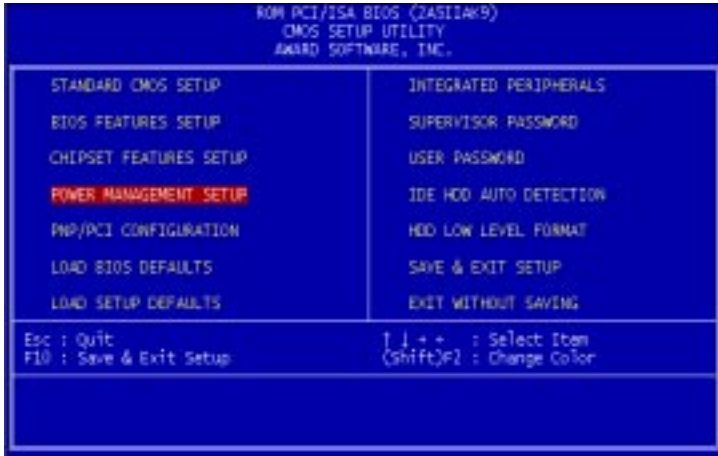 ROM PCI/ISA BIOS (2A5IIAK9)
CMOS SETUP UTILITY
AWARD SOFTWARE, INC.
STANDARD CMOS SETUP
BIOS FEATURES SETUP
CHIPSET FEATURES SETUP
POWER MANAGEMENT SETUP
PNP/PCI CONFIGURATION
LOAD BIOS DEFAULTS
LOAD SETUP DEFAULTS
INTEGRATED PERIPHERALS
SUPERVISOR PASSWORD
USER PASSWORD
IDE HDD AUTO DETECTION
HDD LOW LEVEL FORMAT
SAVE & EXIT SETUP
EXIT WITHOUT SAVING
Esc : Quit
F10 : Save & Exit Setup
↑ ↓ → ← : Select Item
(Shift)F2 : Change Color